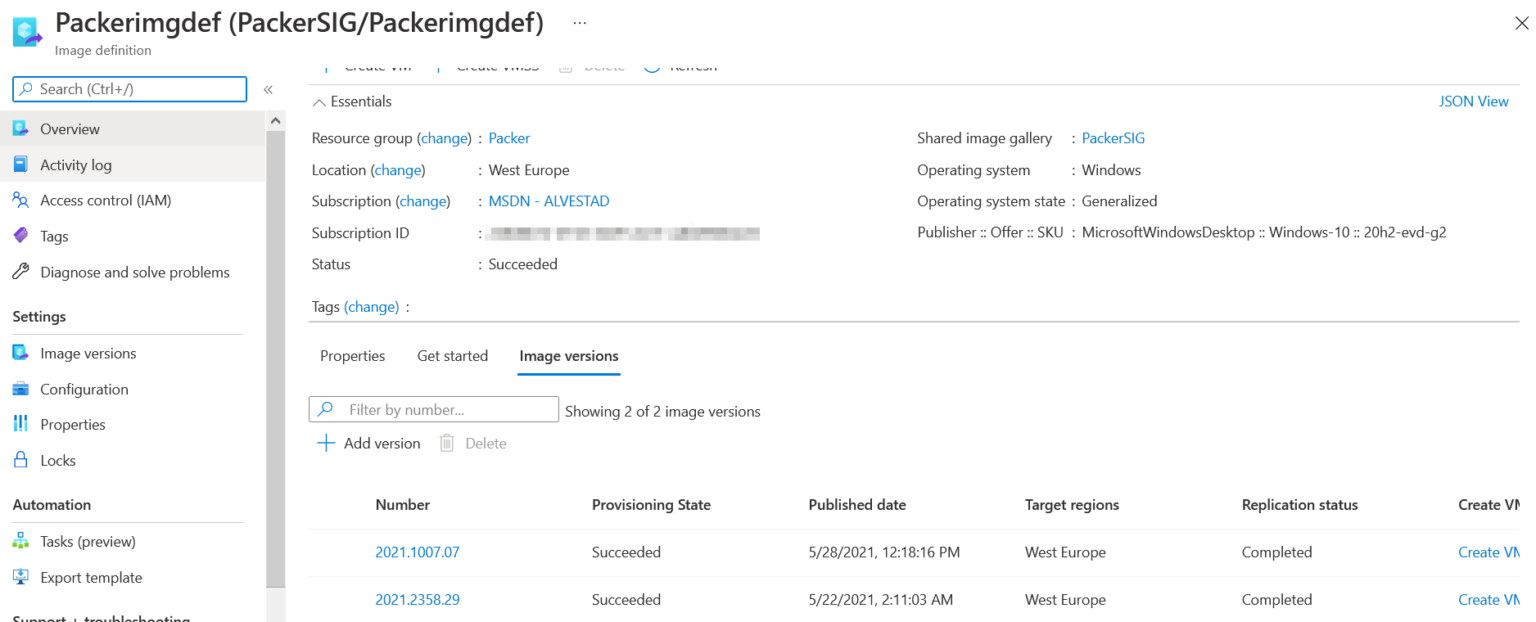 Packerimgdef (PackerSIG/Packerimgdef) ...
Image definition
Search (Ctrl+/)
«
Overview
Activity log
Access control (IAM)
Tags
Diagnose and solve problems
Settings
Image versions
Configuration
Properties
Locks
Automation
Tasks (preview)
Export template
Support + troubleshooting
Create VM Create VMSS Delete Refresh
Essentials
JSON View
Resource group (change) : Packer
Location (change) : West Europe
Subscription (change) : MSDN - ALVESTAD
Subscription ID :
Status : Succeeded
Shared image gallery : PackerSIG
Operating system : Windows
Operating system state : Generalized
Publisher :: Offer :: SKU : MicrosoftWindowsDesktop :: Windows-10 :: 20h2-evd-g2
Tags (change) :
Properties Get started Image versions
Filter by number... Showing 2 of 2 image versions
Add version Delete
Number Provisioning State Published date Target regions Replication status Create VM
2021.1007.07 Succeeded 5/28/2021, 12:18:16 PM West Europe Completed Create VM
2021.2358.29 Succeeded 5/22/2021, 2:11:03 AM West Europe Completed Create VM